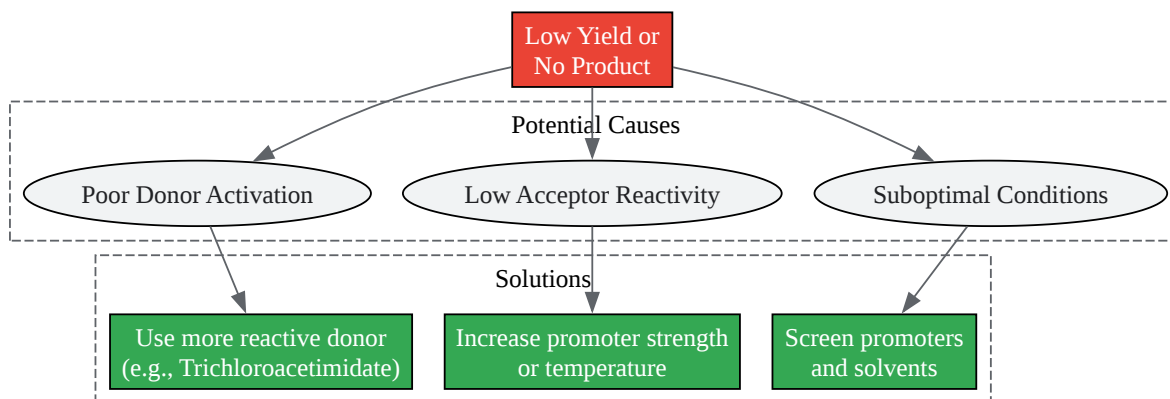 Low Yield or
No Product
Potential Causes
Poor Donor Activation
Low Acceptor Reactivity
Suboptimal Conditions
Solutions
Use more reactive donor
(e.g., Trichloroacetimidate)
Increase promoter strength
or temperature
Screen promoters
and solvents